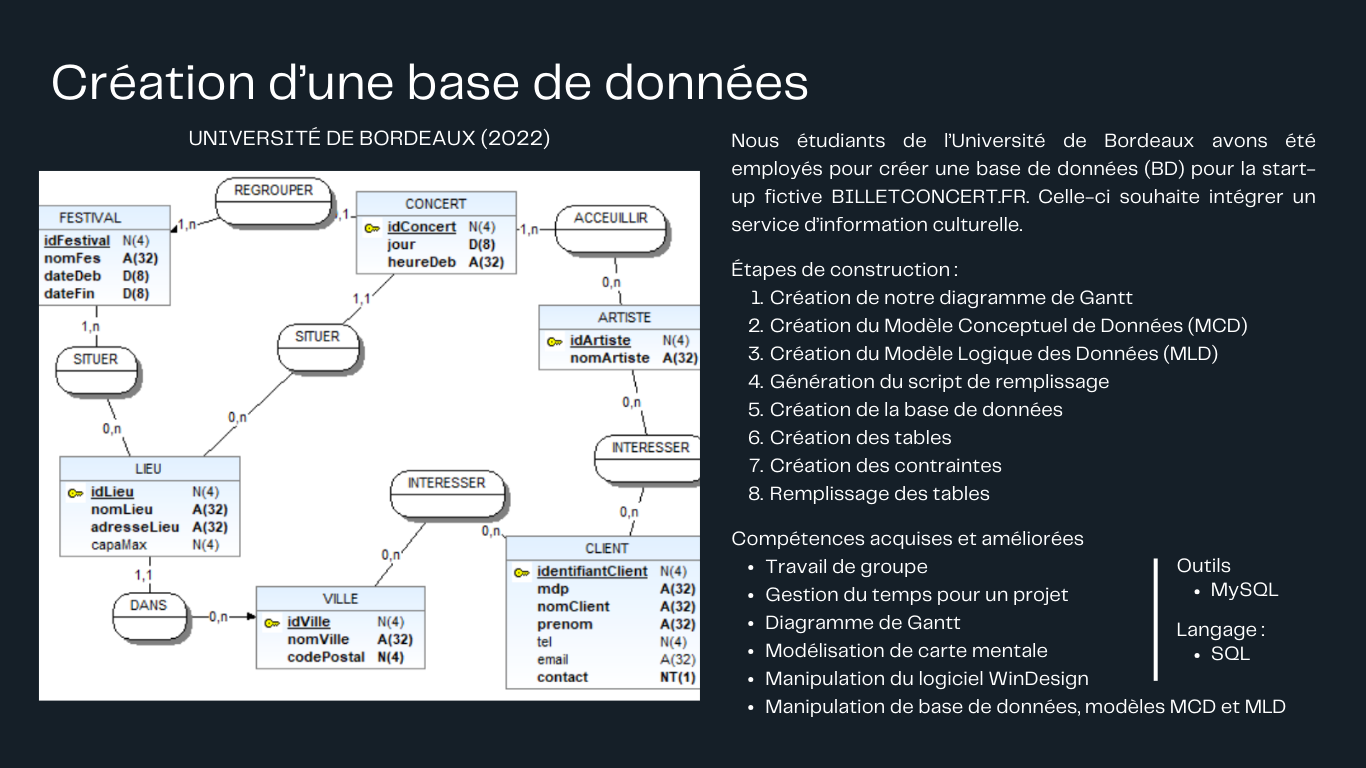 Création d'une base de données
UNIVERSITÉ DE BORDEAUX (2022)
REGROUPER
FESTIVAL
idFestival N(4)
nomFes A(32)
dateDeb D(8)
dateFin D(8)
1,n
,1
CONCERT
idConcert N(4)
jour D(8)
heureDeb A(32)
1,n
ACCEUILLIR
0,n
1,1
ARTISTE
idArtiste N(4)
nomArtiste A(32)
1,n
SITUER
SITUER
0,n
0,n
0,n
INTERESSER
LIEU
idLieu N(4)
nomLieu A(32)
adresseLieu A(32)
capaMax N(4)
INTERESSER
0,n
0,n
0,n
CLIENT
identifiantClient N(4)
mdp A(32)
nomClient A(32)
prenom A(32)
tel N(4)
email A(32)
contact NT(1)
1,1
DANS
0,n
VILLE
idVille N(4)
nomVille A(32)
codePostal N(4)
Nous étudiants de l'Université de Bordeaux avons été
employés pour créer une base de données (BD) pour la start-
up fictive BILLETCONCERT.FR. Celle-ci souhaite intégrer un
service d'information culturelle.
Étapes de construction :
1. Création de notre diagramme de Gantt
2. Création du Modèle Conceptuel de Données (MCD)
3. Création du Modèle Logique des Données (MLD)
4. Génération du script de remplissage
5. Création de la base de données
6. Création des tables
7. Création des contraintes
8. Remplissage des tables
Compétences acquises et améliorées
• Travail de groupe
• Gestion du temps pour un projet
• Diagramme de Gantt
• Modélisation de carte mentale
• Manipulation du logiciel WinDesign
• Manipulation de base de données, modèles MCD et MLD
Outils
• MySQL
Langage :
• SQL